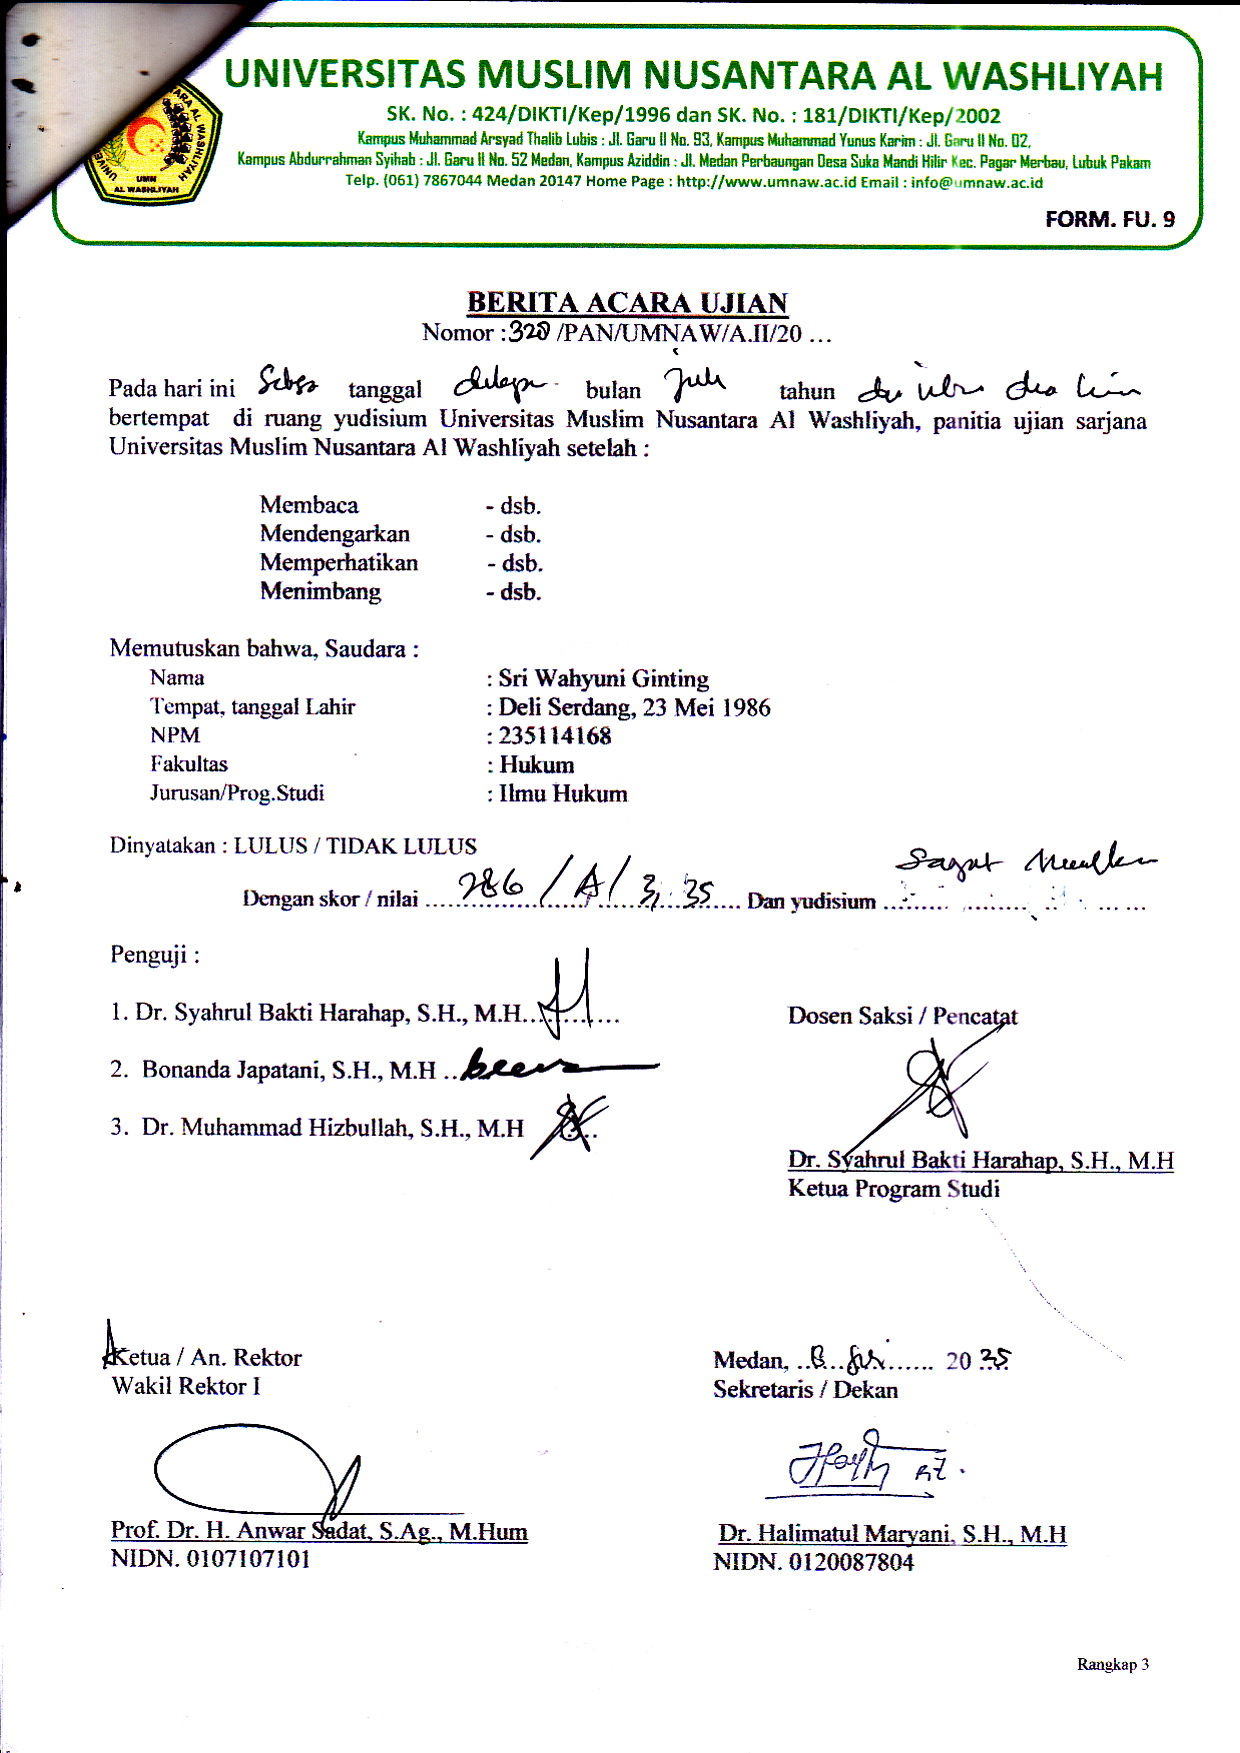 UNIVERSITAS MUSLIM NUSANTARA AL WASHLIYAH
SK. No. : 424/DIKTI/Kep/1996 dan SK. No. : 181/DIKTI/Kep/2002
Kampus Muhammad Arsyad Thalib Lubis : Jl. Garu II No. 93, Kampus Muhammad Yunus Karim : Jl. Garu II No. 02,
Kampus Abdurrahman Syihab : Jl. Garu II No. 52 Medan, Kampus Aziddin : Jl. Medan Perbaungan Desa Suka Mandi Hilir Kec. Pagar Merbau, Lubuk Pakam
Telp. (061) 7867044 Medan 20147 Home Page : http://www.umnaw.ac.id Email : info@umnaw.ac.id
UMN
AL WASHLIYAH
FORM. FU. 9
BERITA ACARA UJIAN
Nomor : 320 /PAN/UMNAW/A.II/20 ...
Pada hari ini tanggal bulan Juli tahun
bertempat di ruang yudisium Universitas Muslim Nusantara Al Washliyah, panitia ujian sarjana
Universitas Muslim Nusantara Al Washliyah setelah :
Membaca - dsb.
Mendengarkan - dsb.
Memperhatikan - dsb.
Menimbang - dsb.
Memutuskan bahwa, Saudara :
Nama : Sri Wahyuni Ginting
Tempat, tanggal Lahir : Deli Serdang, 23 Mei 1986
NPM : 235114168
Fakultas : Hukum
Jurusan/Prog.Studi : Ilmu Hukum
Dinyatakan : LULUS / TIDAK LULUS
Dengan skor / nilai 286 / A / 3,35 Dan yudisium Sagat
Penguji :
1. Dr. Syahrul Bakti Harahap, S.H., M.H
Dosen Saksi / Pencatat
2. Bonanda Japatani, S.H., M.H
3. Dr. Muhammad Hizbullah, S.H., M.H
Dr. Syahrul Bakti Harahap, S.H., M.H
Ketua Program Studi
Ketua / An. Rektor
Wakil Rektor I
Medan, 20
Sekretaris / Dekan
Prof. Dr. H. Anwar Sadat, S.Ag., M.Hum
NIDN. 0107107101
Dr. Halimatul Maryani, S.H., M.H
NIDN. 0120087804
Rangkap 3